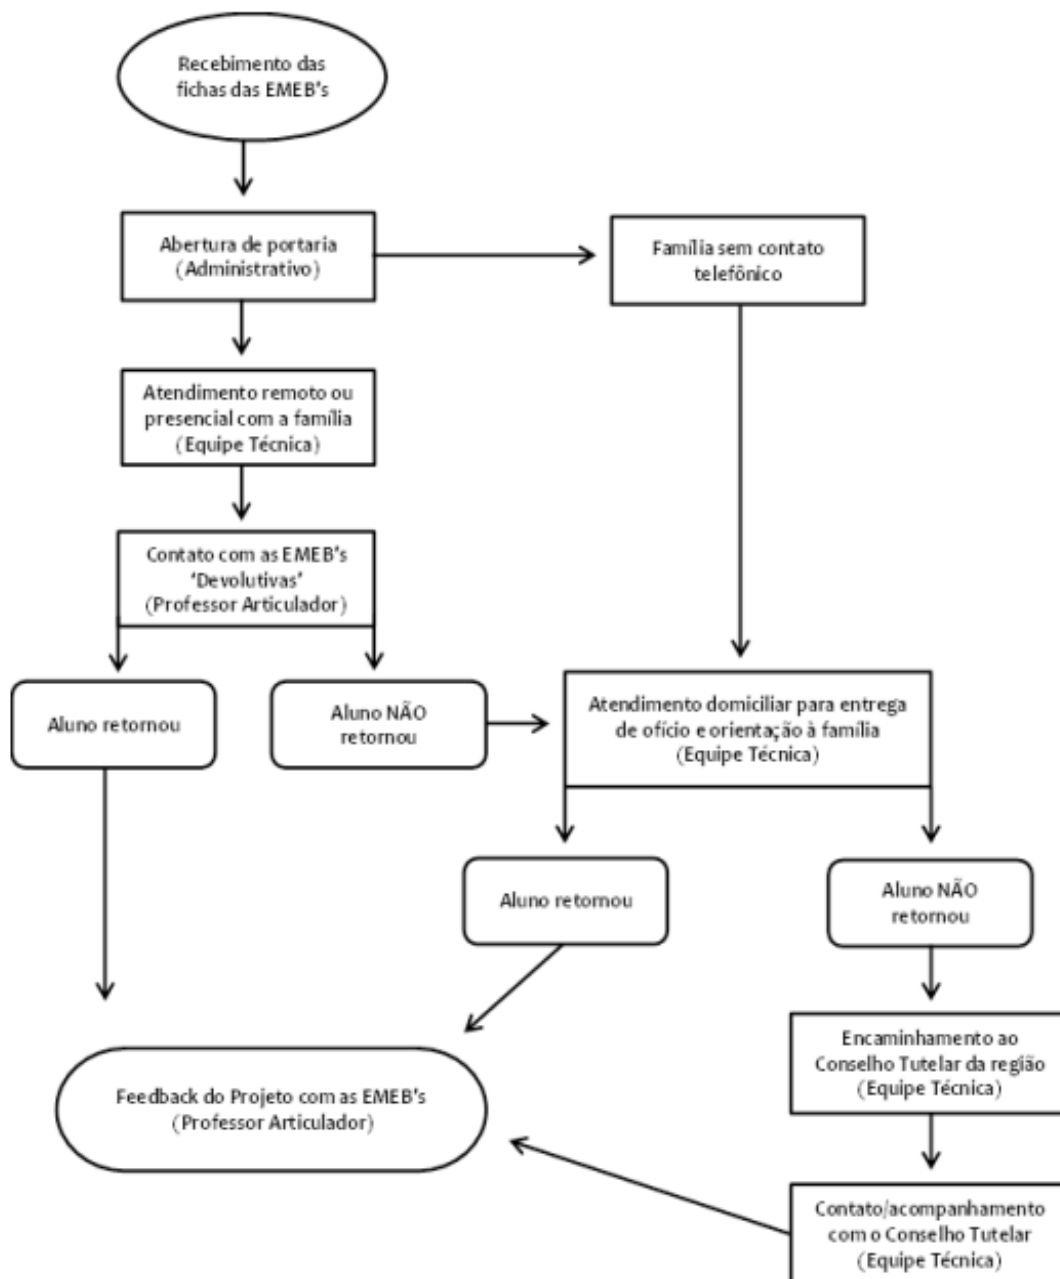 Recebimento das
fichas das EMEB's
Abertura de portaria
(Administrativo)
Família sem contato
telefônico
Atendimento remoto ou
presencial com a família
(Equipe Técnica)
Contato com as EMEB's
'Devolutivas'
(Professor Articulador)
Aluno retornou
Aluno NÃO
retornou
Atendimento domiciliar para entrega
de ofício e orientação à família
(Equipe Técnica)
Aluno retornou
Aluno NÃO
retornou
Encaminhamento ao
Conselho Tutelar da região
(Equipe Técnica)
Feedback do Projeto com as EMEB's
(Professor Articulador)
Contato/acompanhamento
com o Conselho Tutelar
(Equipe Técnica)